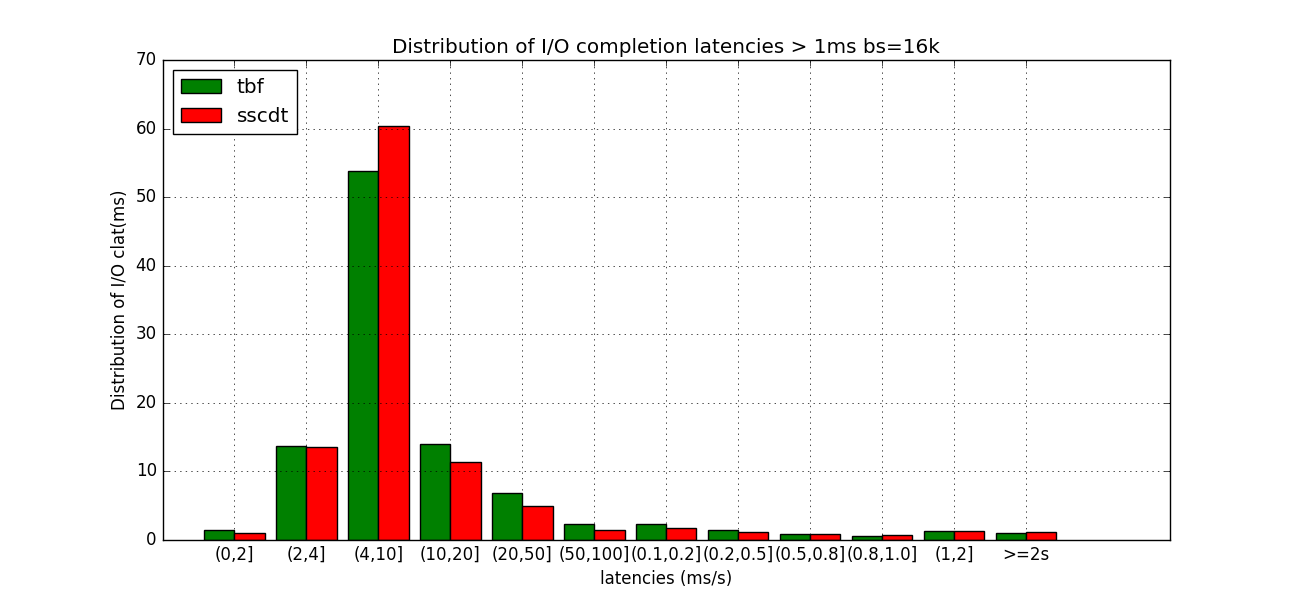 Distribution of I/O completion latencies > 1ms bs=16k
70
60
50
40
30
20
10
0
tbf
sscdt
Distribution of I/O clat(ms)
(0,2] (2,4] (4,10] (10,20] (20,50] (50,100] (0.1,0.2] (0.2,0.5] (0.5,0.8] (0.8,1.0] (1,2] >=2s
latencies (ms/s)